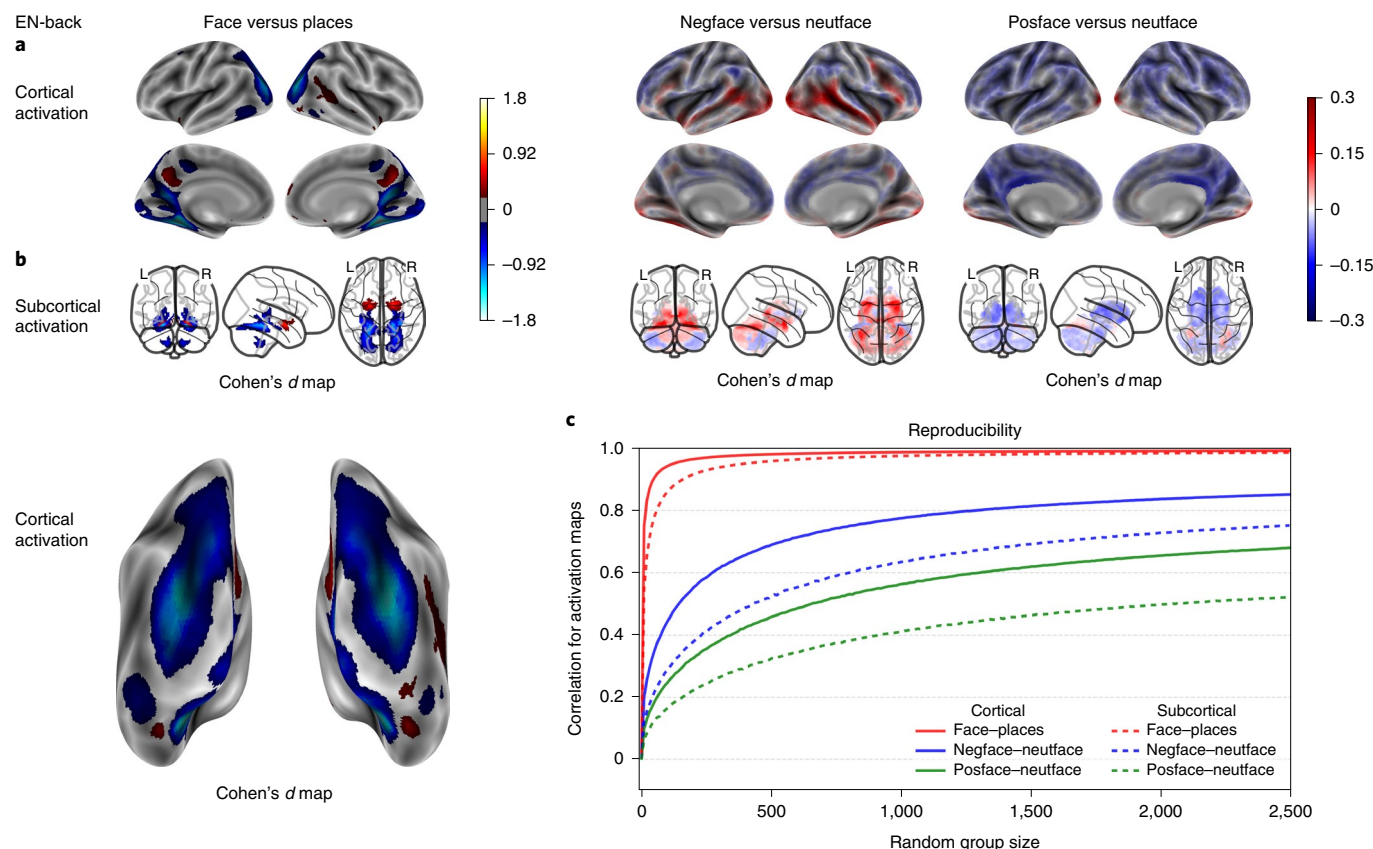 EN-back
Face versus places
Negface versus neutface
Posface versus neutface
a
Cortical
activation
1.8
0.92
0
–0.92
–1.8
0.3
0.15
0
–0.15
–0.3
b
Subcortical
activation
L
R
L
R
L
R
L
R
L
R
L
R
Cohen's d map
Cohen's d map
Cohen's d map
Cortical
activation
Cohen's d map
c
Reproducibility
Correlation for activation maps
1.0
0.8
0.6
0.4
0.2
0
Cortical
Face–places
Negface–neutface
Posface–neutface
Subcortical
Face–places
Negface–neutface
Posface–neutface
0
500
1,000
1,500
2,000
2,500
Random group size